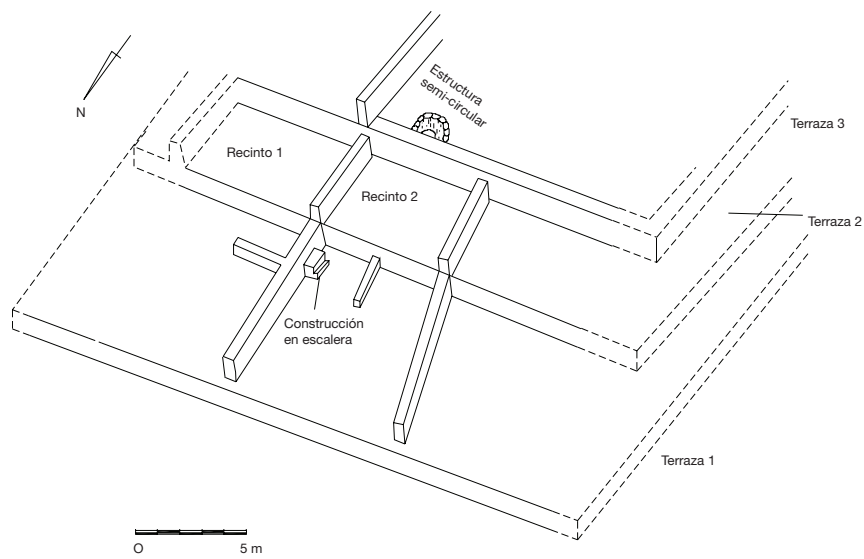 Estructura
semi-circular
Terraza 3
N
Recinto 1
Recinto 2
Terraza 2
Construcción
en escalera
Terraza 1
O 5 m